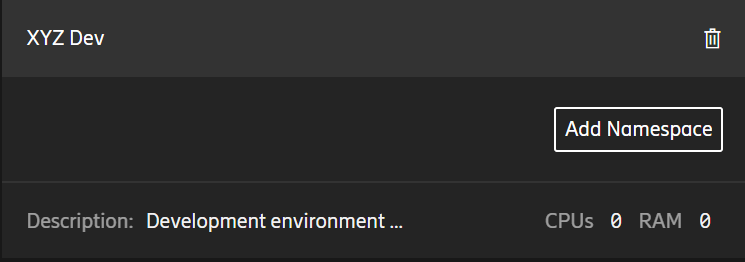 XYZ Dev
Add Namespace
Description: Development environment ... CPUs 0 RAM 0